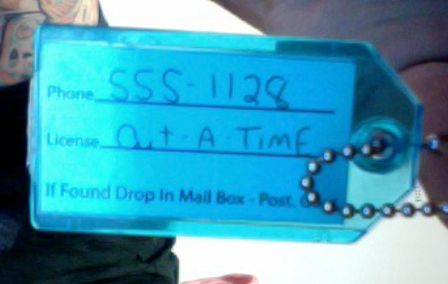 Phone 555-1128
License Out-A-Time
If Found Drop In Mail Box - Post.